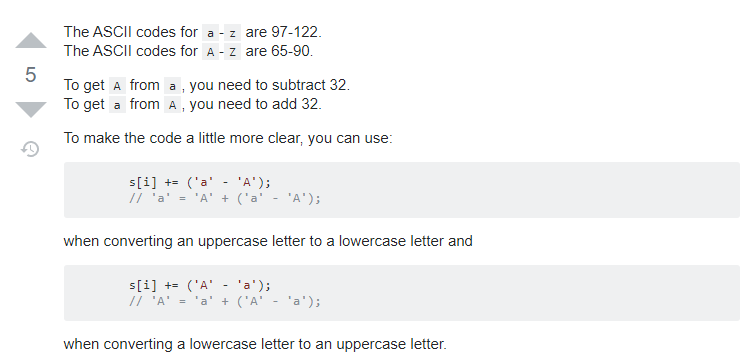 The ASCII codes for a - z are 97-122.
The ASCII codes for A - Z are 65-90.
5
To get A from a , you need to subtract 32.
To get a from A , you need to add 32.
To make the code a little more clear, you can use:
s[i] += ('a' - 'A');
// 'a' = 'A' + ('a' - 'A');
when converting an uppercase letter to a lowercase letter and
s[i] += ('A' - 'a');
// 'A' = 'a' + ('A' - 'a');
when converting a lowercase letter to an uppercase letter.